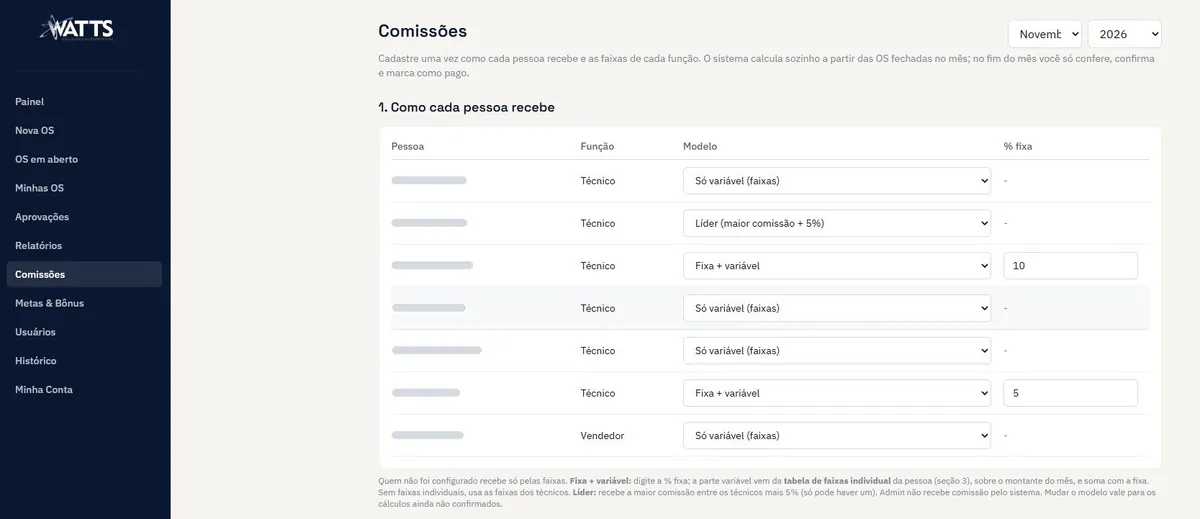 WATTS
Painel
Nova OS
OS em aberto
Minhas OS
Aprovações
Relatórios
Comissões
Metas & Bônus
Usuários
Histórico
Minha Conta
Comissões
Novemb
2026
Cadastre uma vez como cada pessoa recebe e as faixas de cada função. O sistema calcula sozinho a partir das OS fechadas no mês; no fim do mês você só confere, confirma
e marca como pago.
1. Como cada pessoa recebe
Pessoa Função Modelo % fixa
Técnico Só variável (faixas) -
Técnico Líder (maior comissão + 5%) -
Técnico Fixa + variável 10
Técnico Só variável (faixas) -
Técnico Só variável (faixas) -
Técnico Fixa + variável 5
Vendedor Só variável (faixas) -
Quem não foi configurado recebe só pelas faixas. Fixa + variável: digite a % fixa; a parte variável vem da tabela de faixas individual da pessoa (seção 3), sobre o montante do mês, e soma com a fixa.
Sem faixas individuais, usa as faixas dos técnicos. Líder: recebe a maior comissão entre os técnicos mais 5% (só pode haver um). Admin não recebe comissão pelo sistema. Mudar o modelo vale para os
cálculos ainda não confirmados.